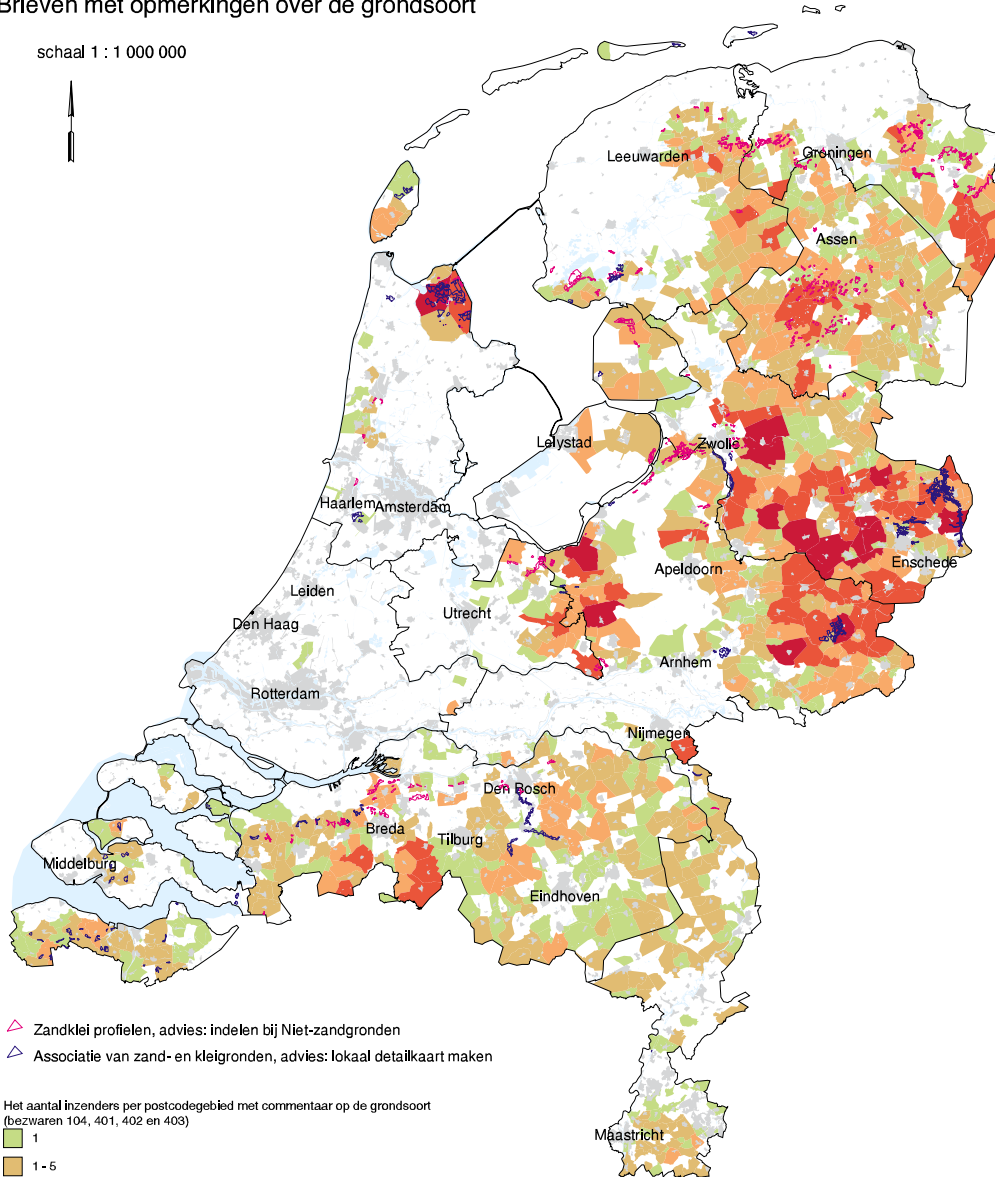 Brieven met opmerkingen over de grondsoort
schaal 1 : 1 000 000
Leeuwarden
Groningen
Assen
Lelystad
Zwolle
Haarlem
Amsterdam
Enschede
Apeldoorn
Leiden
Utrecht
Den Haag
Arnhem
Rotterdam
Nijmegen
Den Bosch
Breda
Tilburg
Middelburg
Eindhoven
Zandklei profielen, advies: indelen bij Niet-zandgronden
Associatie van zand- en kleigronden, advies: lokaal detailkaart maken
Het aantal inzenders per postcodegebied met commentaar op de grondsoort
(bezwaren 104, 401, 402 en 403)
1
Maastricht
1 - 5